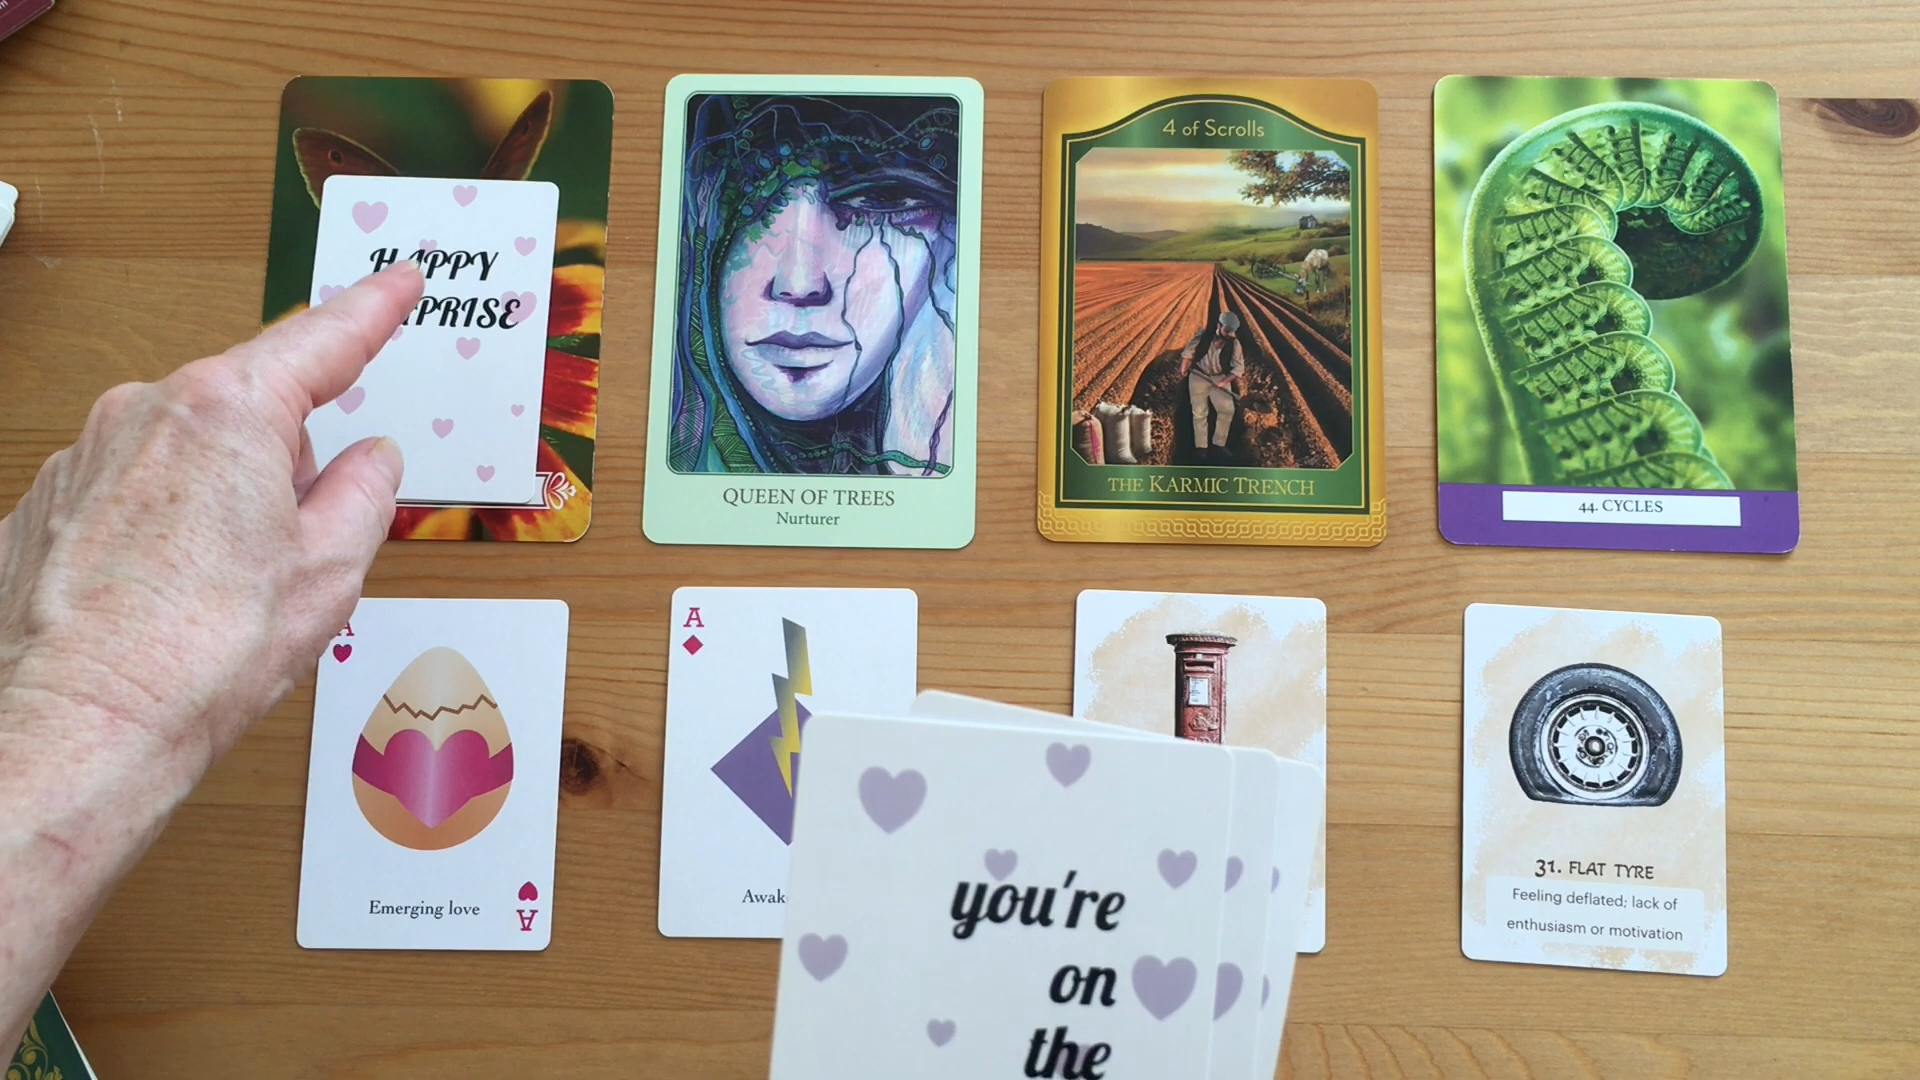 HAPPY
QUEEN OF TREES
Nurturer
4 of Scrolls
THE KARMIC TRENCH
44. CYCLES
A
Emerging love
A
A
31. FLAT TYRE
Feeling deflated; lack of
enthusiasm or motivation
you're
on
the